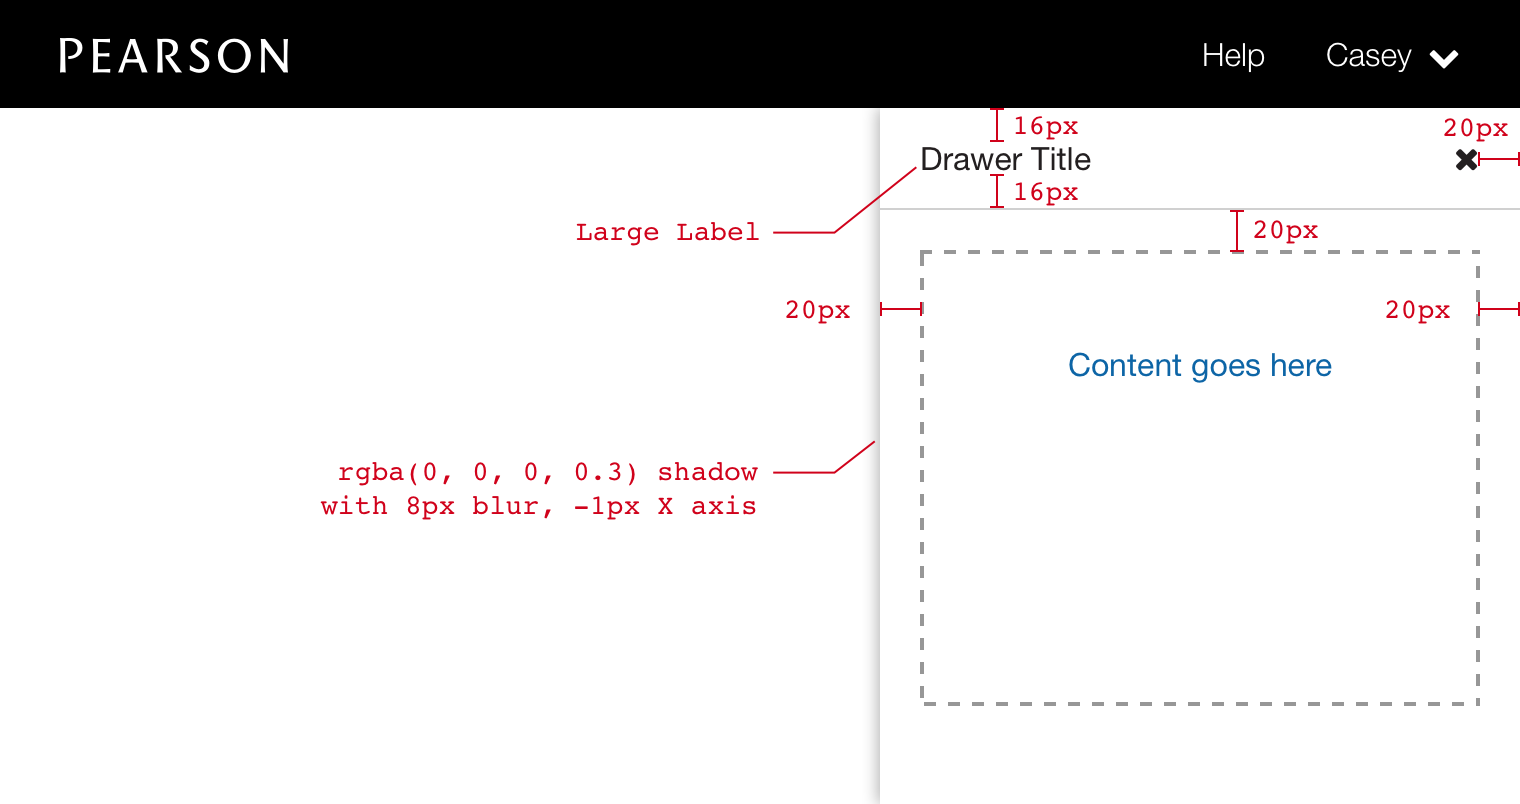 PEARSON
Help
Casey
16px
20px
Drawer Title
16px
Large Label
20px
20px
20px
Content goes here
rgba(0, 0, 0, 0.3) shadow
with 8px blur, -1px X axis